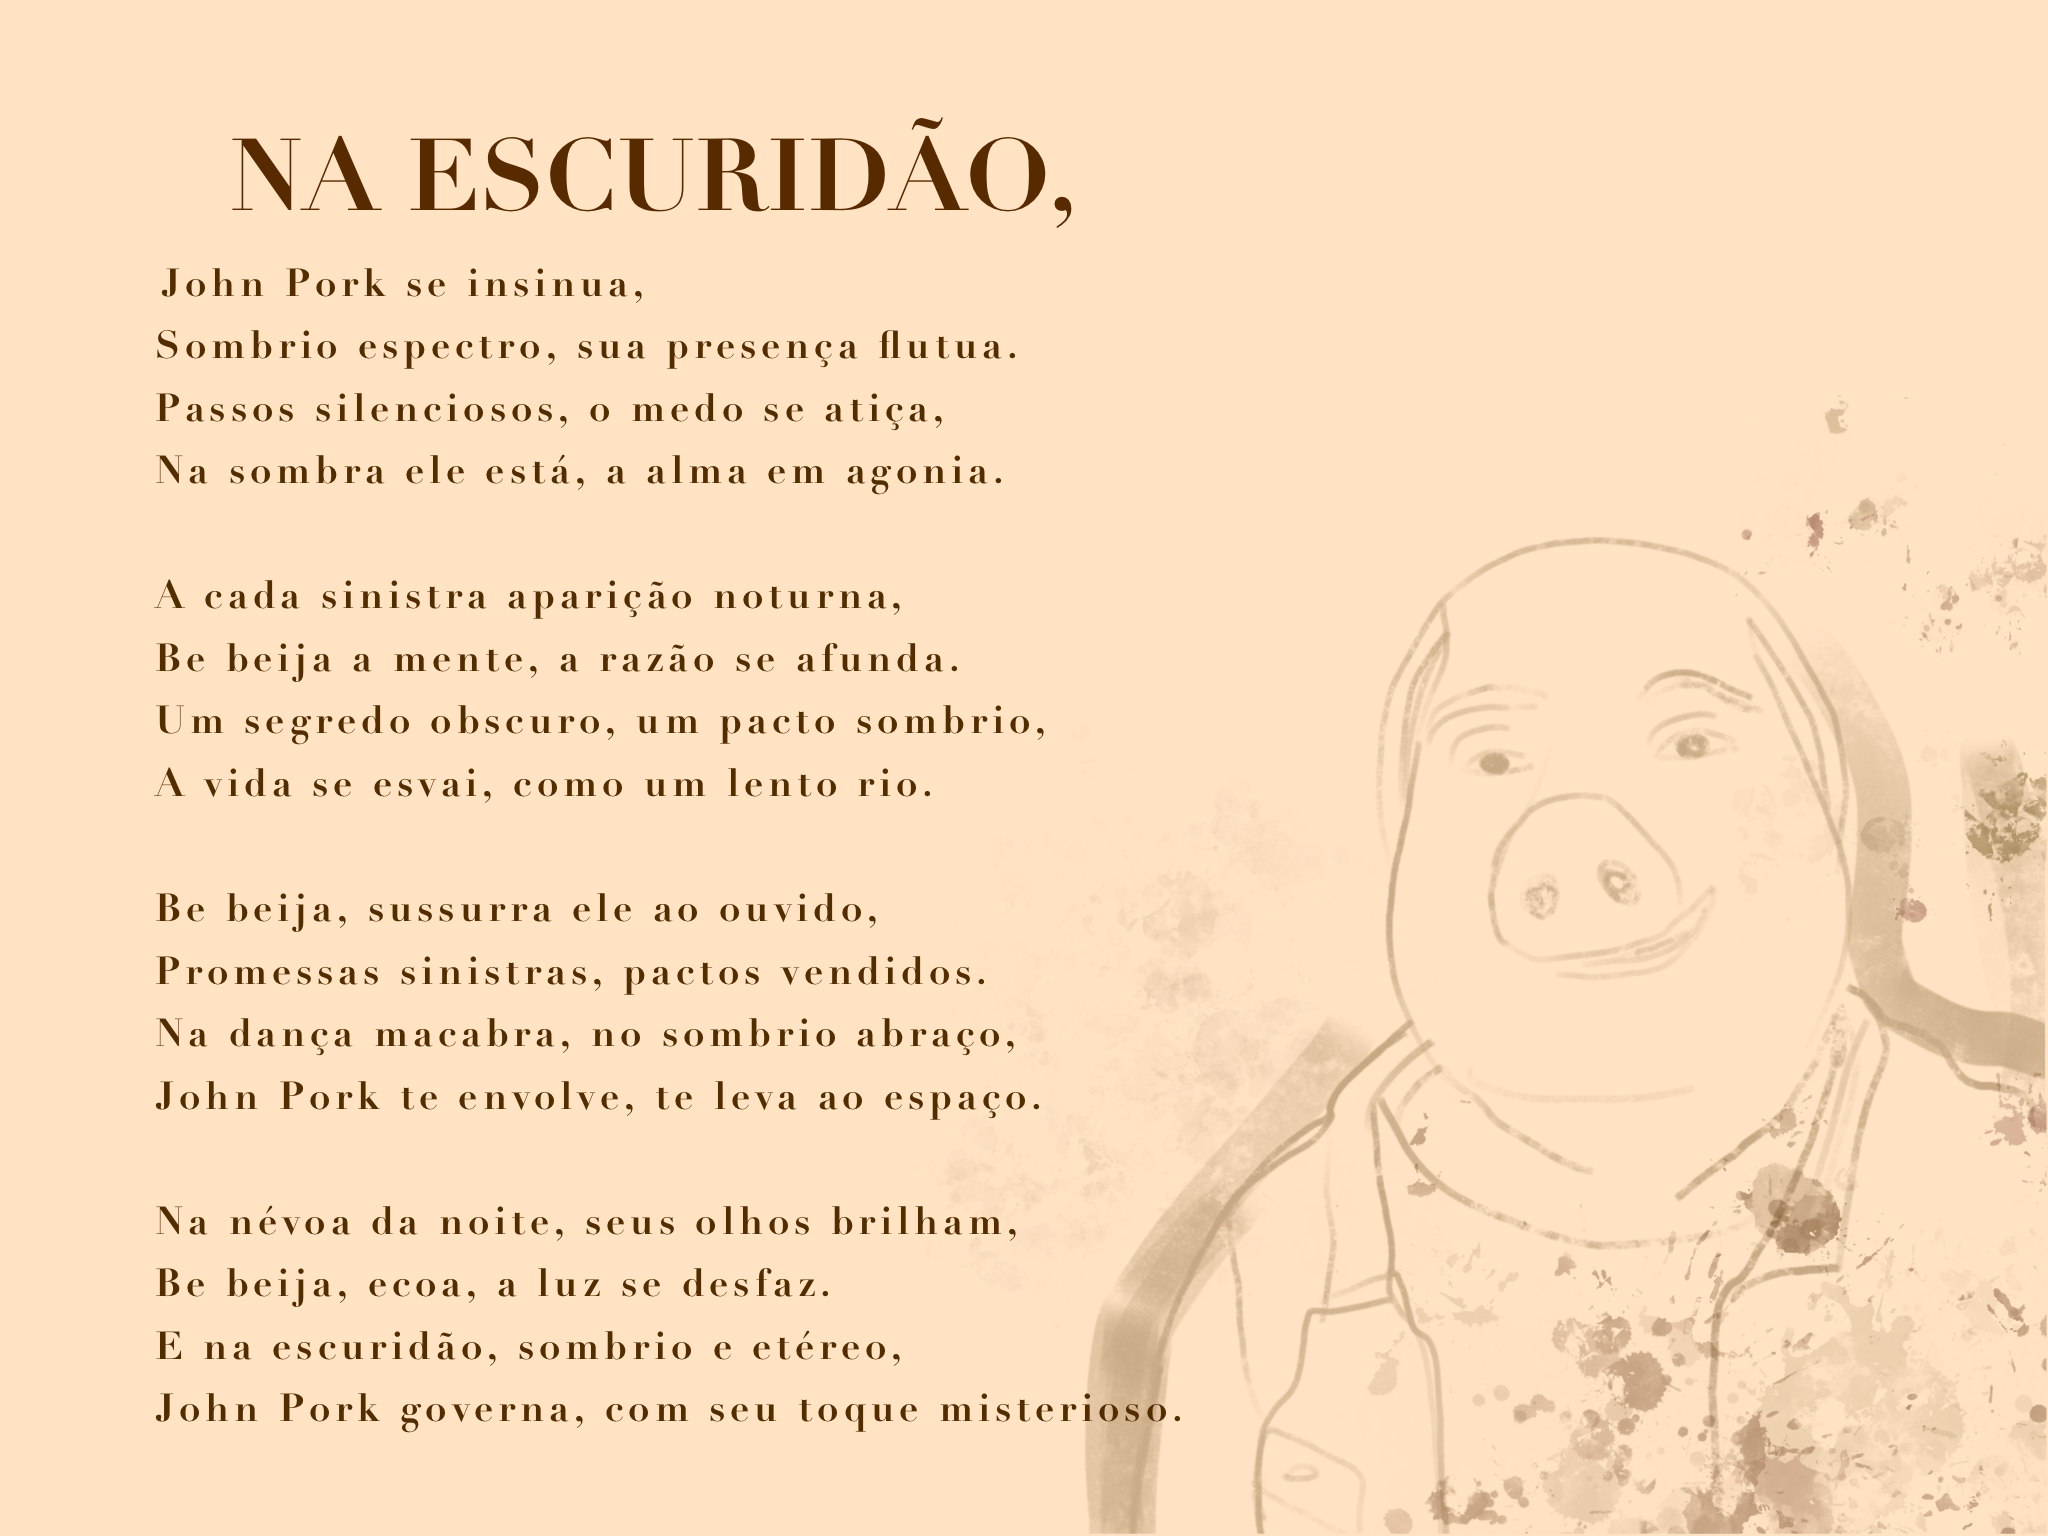 NA ESCURIDÃO,
John Pork se insinua,
Sombrio espectro, sua presença flutua.
Passos silenciosos, o medo se atiça,
Na sombra ele está, a alma em agonia.
A cada sinistra aparição noturna,
Be beija a mente, a razão se afunda.
Um segredo obscuro, um pacto sombrio,
A vida se esvai, como um lento rio.
Be beija, sussurra ele ao ouvido,
Promessas sinistras, pactos vendidos.
Na dança macabra, no sombrio abraço,
John Pork te envolve, te leva ao espaço.
Na névoa da noite, seus olhos brilham,
Be beija, ecoa, a luz se desfaz.
E na escuridão, sombrio e etéreo,
John Pork governa, com seu toque misterioso.